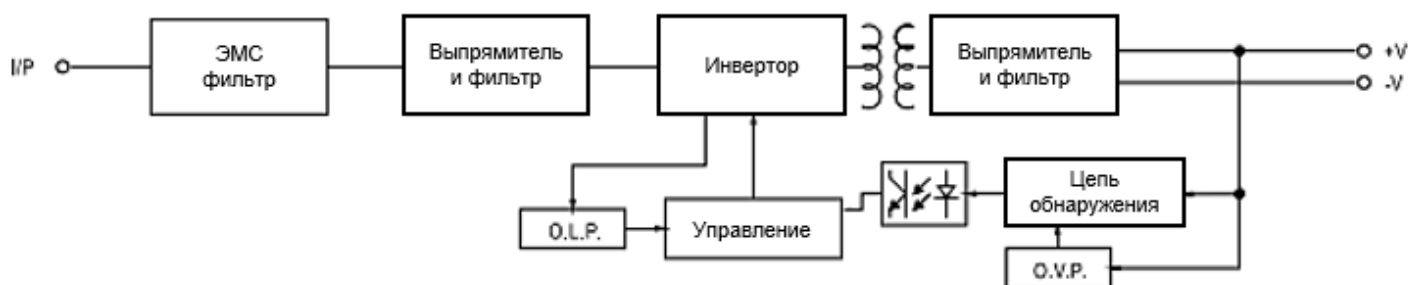 I/P
ЭМС
фильтр
Выпрямитель
и фильтр
Инвертор
Выпрямитель
и фильтр
+V
-V
Цепь
обнаружения
O.L.P.
Управление
O.V.P.